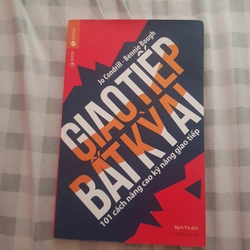 Jo Condrill - Bennie Bough
GIAO TIẾP
BẤT KỲ AI
101 cách nâng cao kỹ năng giao tiếp